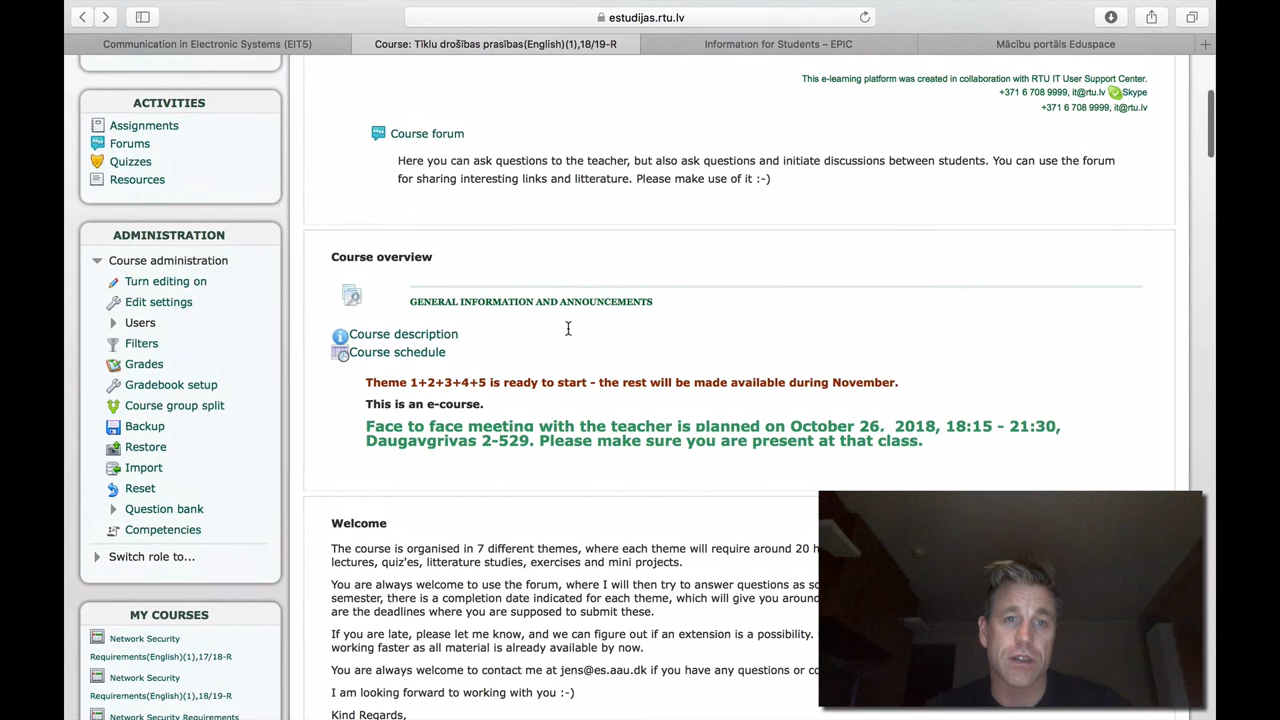 estudijas.rtu.lv
Communication in Electronic Systems (EIT5)
Course: Tīklu drošības prasības(English)(1),18/19-R
Information for Students – EPIC
Mācību portāls Eduspace
ACTIVITIES
Assignments
Forums
Quizzes
Resources
ADMINISTRATION
Course administration
Turn editing on
Edit settings
Users
Filters
Grades
Gradebook setup
Course group split
Backup
Restore
Import
Reset
Question bank
Competencies
Switch role to...
MY COURSES
Network Security
Requirements(English)(1),17/18-R
Network Security
Requirements(English)(1),18/19-R
Network Security Requirements
This e-learning platform was created in collaboration with RTU IT User Support Center.
+371 6 708 9999, it@rtu.lv Skype
+371 6 708 9999, it@rtu.lv
Course forum
Here you can ask questions to the teacher, but also ask questions and initiate discussions between students. You can use the forum
for sharing interesting links and litterature. Please make use of it :-)
Course overview
GENERAL INFORMATION AND ANNOUNCEMENTS
Course description
Course schedule
Theme 1+2+3+4+5 is ready to start - the rest will be made available during November.
This is an e-course.
Face to face meeting with the teacher is planned on October 26, 2018, 18:15 - 21:30,
Daugavgrivas 2-529. Please make sure you are present at that class.
Welcome
The course is organised in 7 different themes, where each theme will require around 20 h
lectures, quiz'es, litterature studies, exercises and mini projects.
You are always welcome to use the forum, where I will then try to answer questions as so
semester, there is a completion date indicated for each theme, which will give you around
are the deadlines where you are supposed to submit these.
If you are late, please let me know, and we can figure out if an extension is a possibility.
working faster as all material is already available by now.
You are always welcome to contact me at jens@es.aau.dk if you have any questions or co
I am looking forward to working with you :-)
Kind Regards,